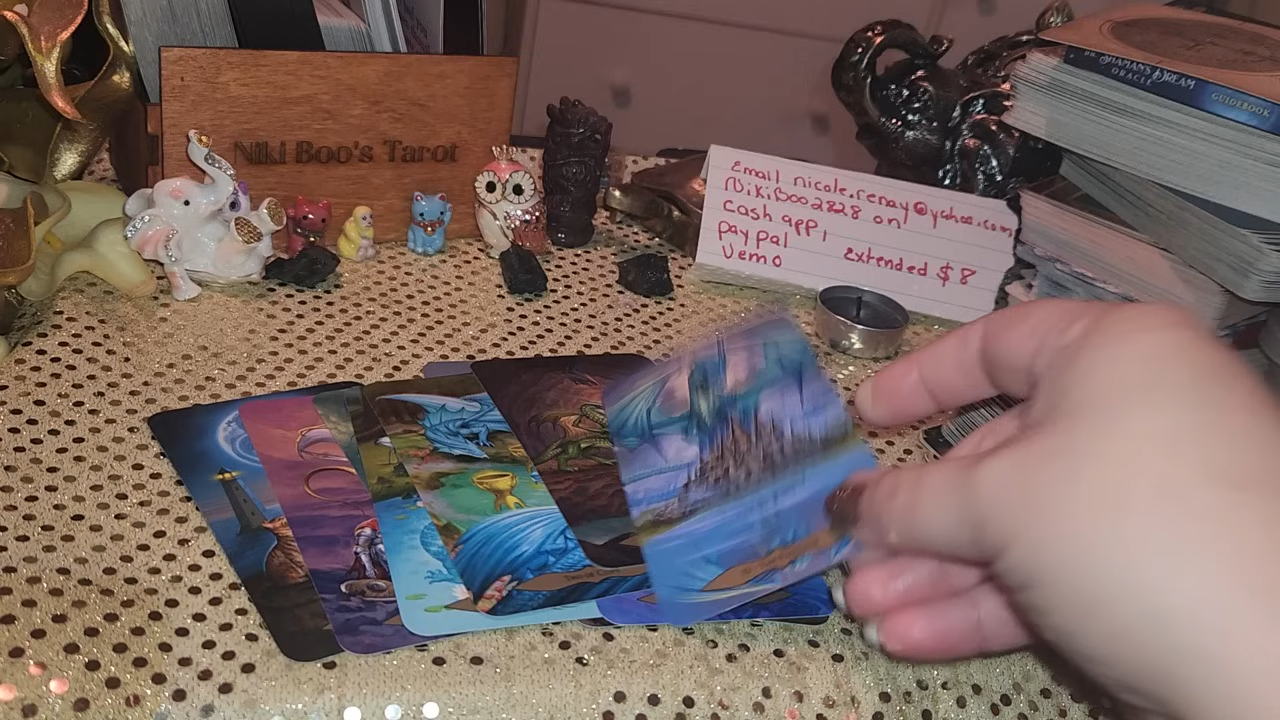 Niki Boo's Tarot
SHAMAN'S DREAM
ORACLE
GUIDEBOOK
Email nicole.renay@yahoo.com
NikiBoo2828 on
cash app,
paypal
Vemo
extended $8